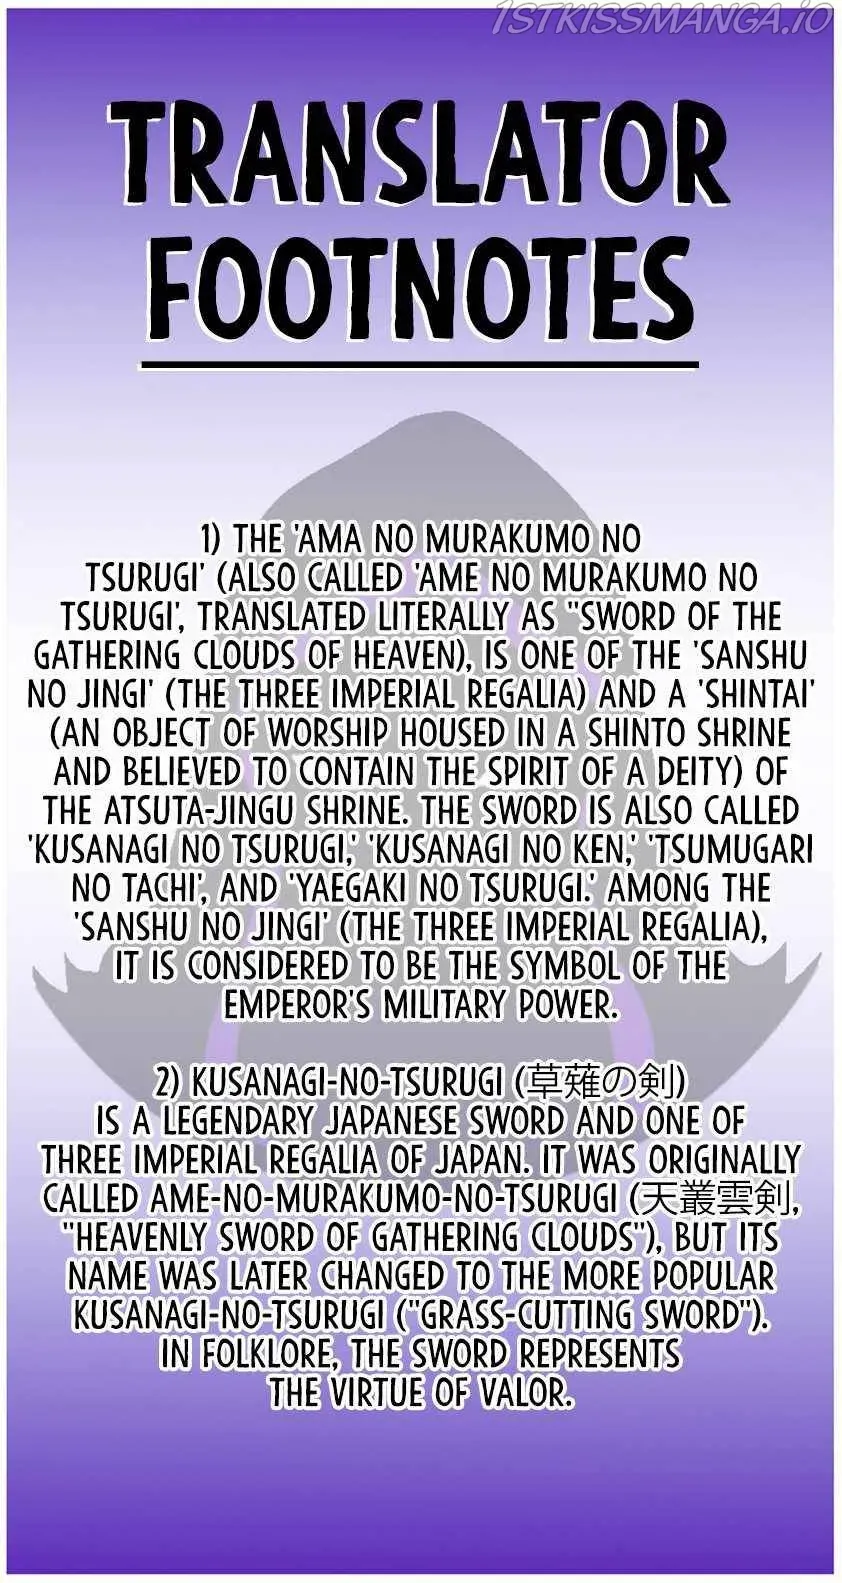 1STKISSMANGA.iO
TRANSLATOR
FOOTNOTES
1) THE 'AMA NO MURAKUMO NO
TSURUGI' (ALSO CALLED 'AME NO MURAKUMO NO
TSURUGI', TRANSLATED LITERALLY AS "SWORD OF THE
GATHERING CLOUDS OF HEAVEN), IS ONE OF THE 'SANSHU
NO JINGI' (THE THREE IMPERIAL REGALIA) AND A 'SHINTAI'
(AN OBJECT OF WORSHIP HOUSED IN A SHINTO SHRINE
AND BELIEVED TO CONTAIN THE SPIRIT OF A DEITY) OF
THE ATSUTA-JINGU SHRINE. THE SWORD IS ALSO CALLED
'KUSANAGI NO TSURUGI,' 'KUSANAGI NO KEN,' 'TSUMUGARI
NO TACHI', AND 'YAEGAKI NO TSURUGI.' AMONG THE
'SANSHU NO JINGI' (THE THREE IMPERIAL REGALIA),
IT IS CONSIDERED TO BE THE SYMBOL OF THE
EMPEROR'S MILITARY POWER.
2) KUSANAGI-NO-TSURUGI (草薙の剣)
IS A LEGENDARY JAPANESE SWORD AND ONE OF
THREE IMPERIAL REGALIA OF JAPAN. IT WAS ORIGINALLY
CALLED AME-NO-MURAKUMO-NO-TSURUGI (天叢雲剣,
"HEAVENLY SWORD OF GATHERING CLOUDS"), BUT ITS
NAME WAS LATER CHANGED TO THE MORE POPULAR
KUSANAGI-NO-TSURUGI ("GRASS-CUTTING SWORD").
IN FOLKLORE, THE SWORD REPRESENTS
THE VIRTUE OF VALOR.